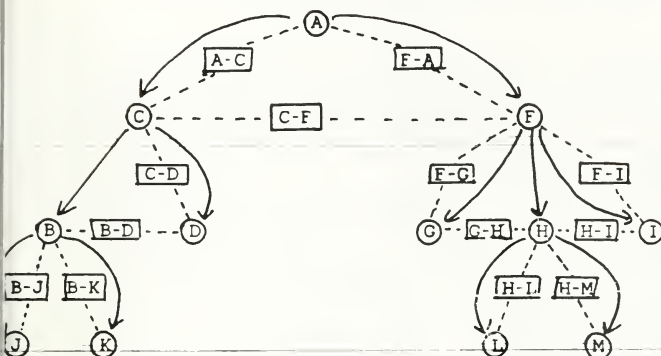 A
A-C F-A
C C-F F
C-D F-G F-I
B B-D D G G-H H H-I I
B-J B-K H-L H-M
J K L M